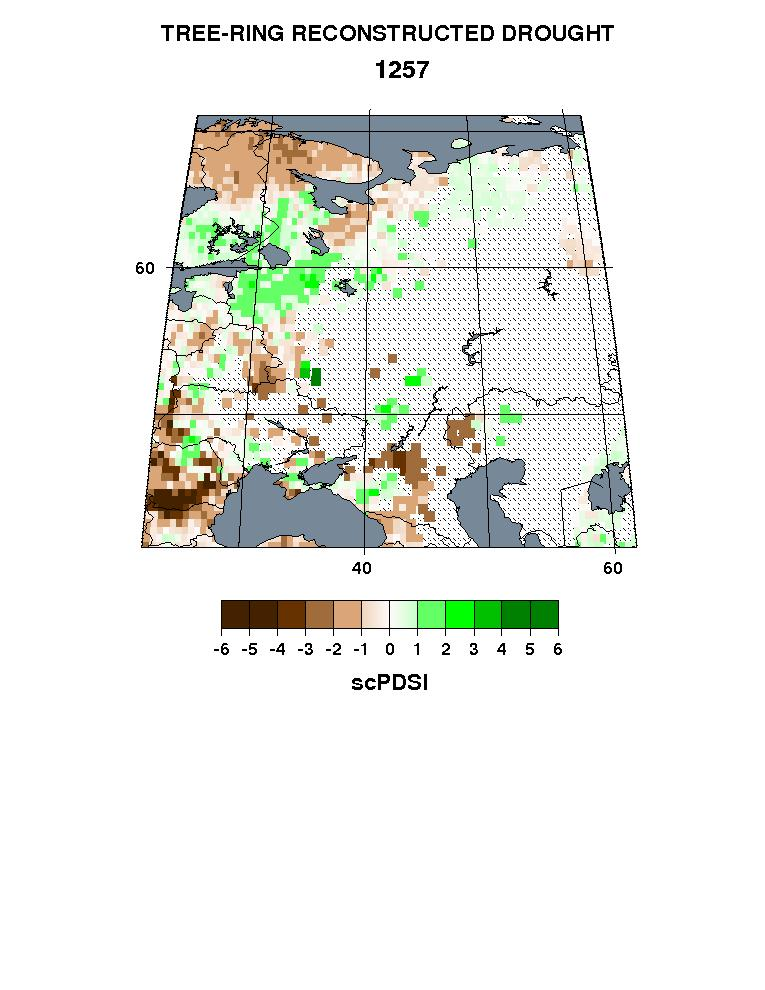 TREE-RING RECONSTRUCTED DROUGHT
1257
60
40 60
-6 -5 -4 -3 -2 -1 0 1 2 3 4 5 6
scPDSI